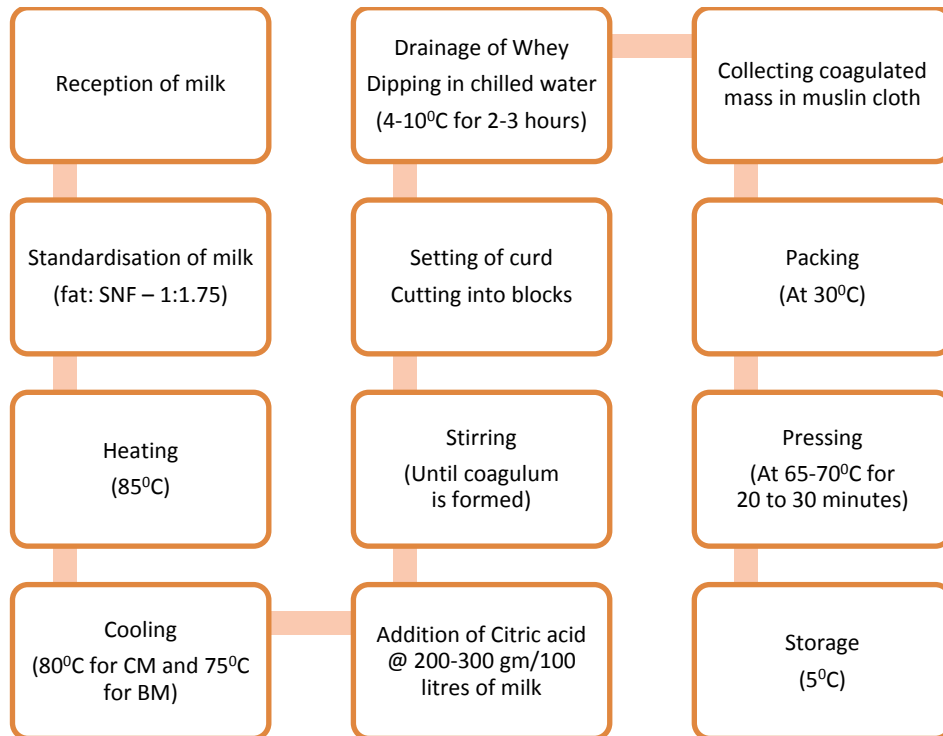 Reception of milk
Standardisation of milk
(fat: SNF – 1:1.75)
Heating
(85⁰C)
Cooling
(80⁰C for CM and 75⁰C
for BM)
Addition of Citric acid
@ 200-300 gm/100
litres of milk
Stirring
(Until coagulum
is formed)
Setting of curd
Cutting into blocks
Drainage of Whey
Dipping in chilled water
(4-10⁰C for 2-3 hours)
Collecting coagulated
mass in muslin cloth
Packing
(At 30⁰C)
Pressing
(At 65-70⁰C for
20 to 30 minutes)
Storage
(5⁰C)